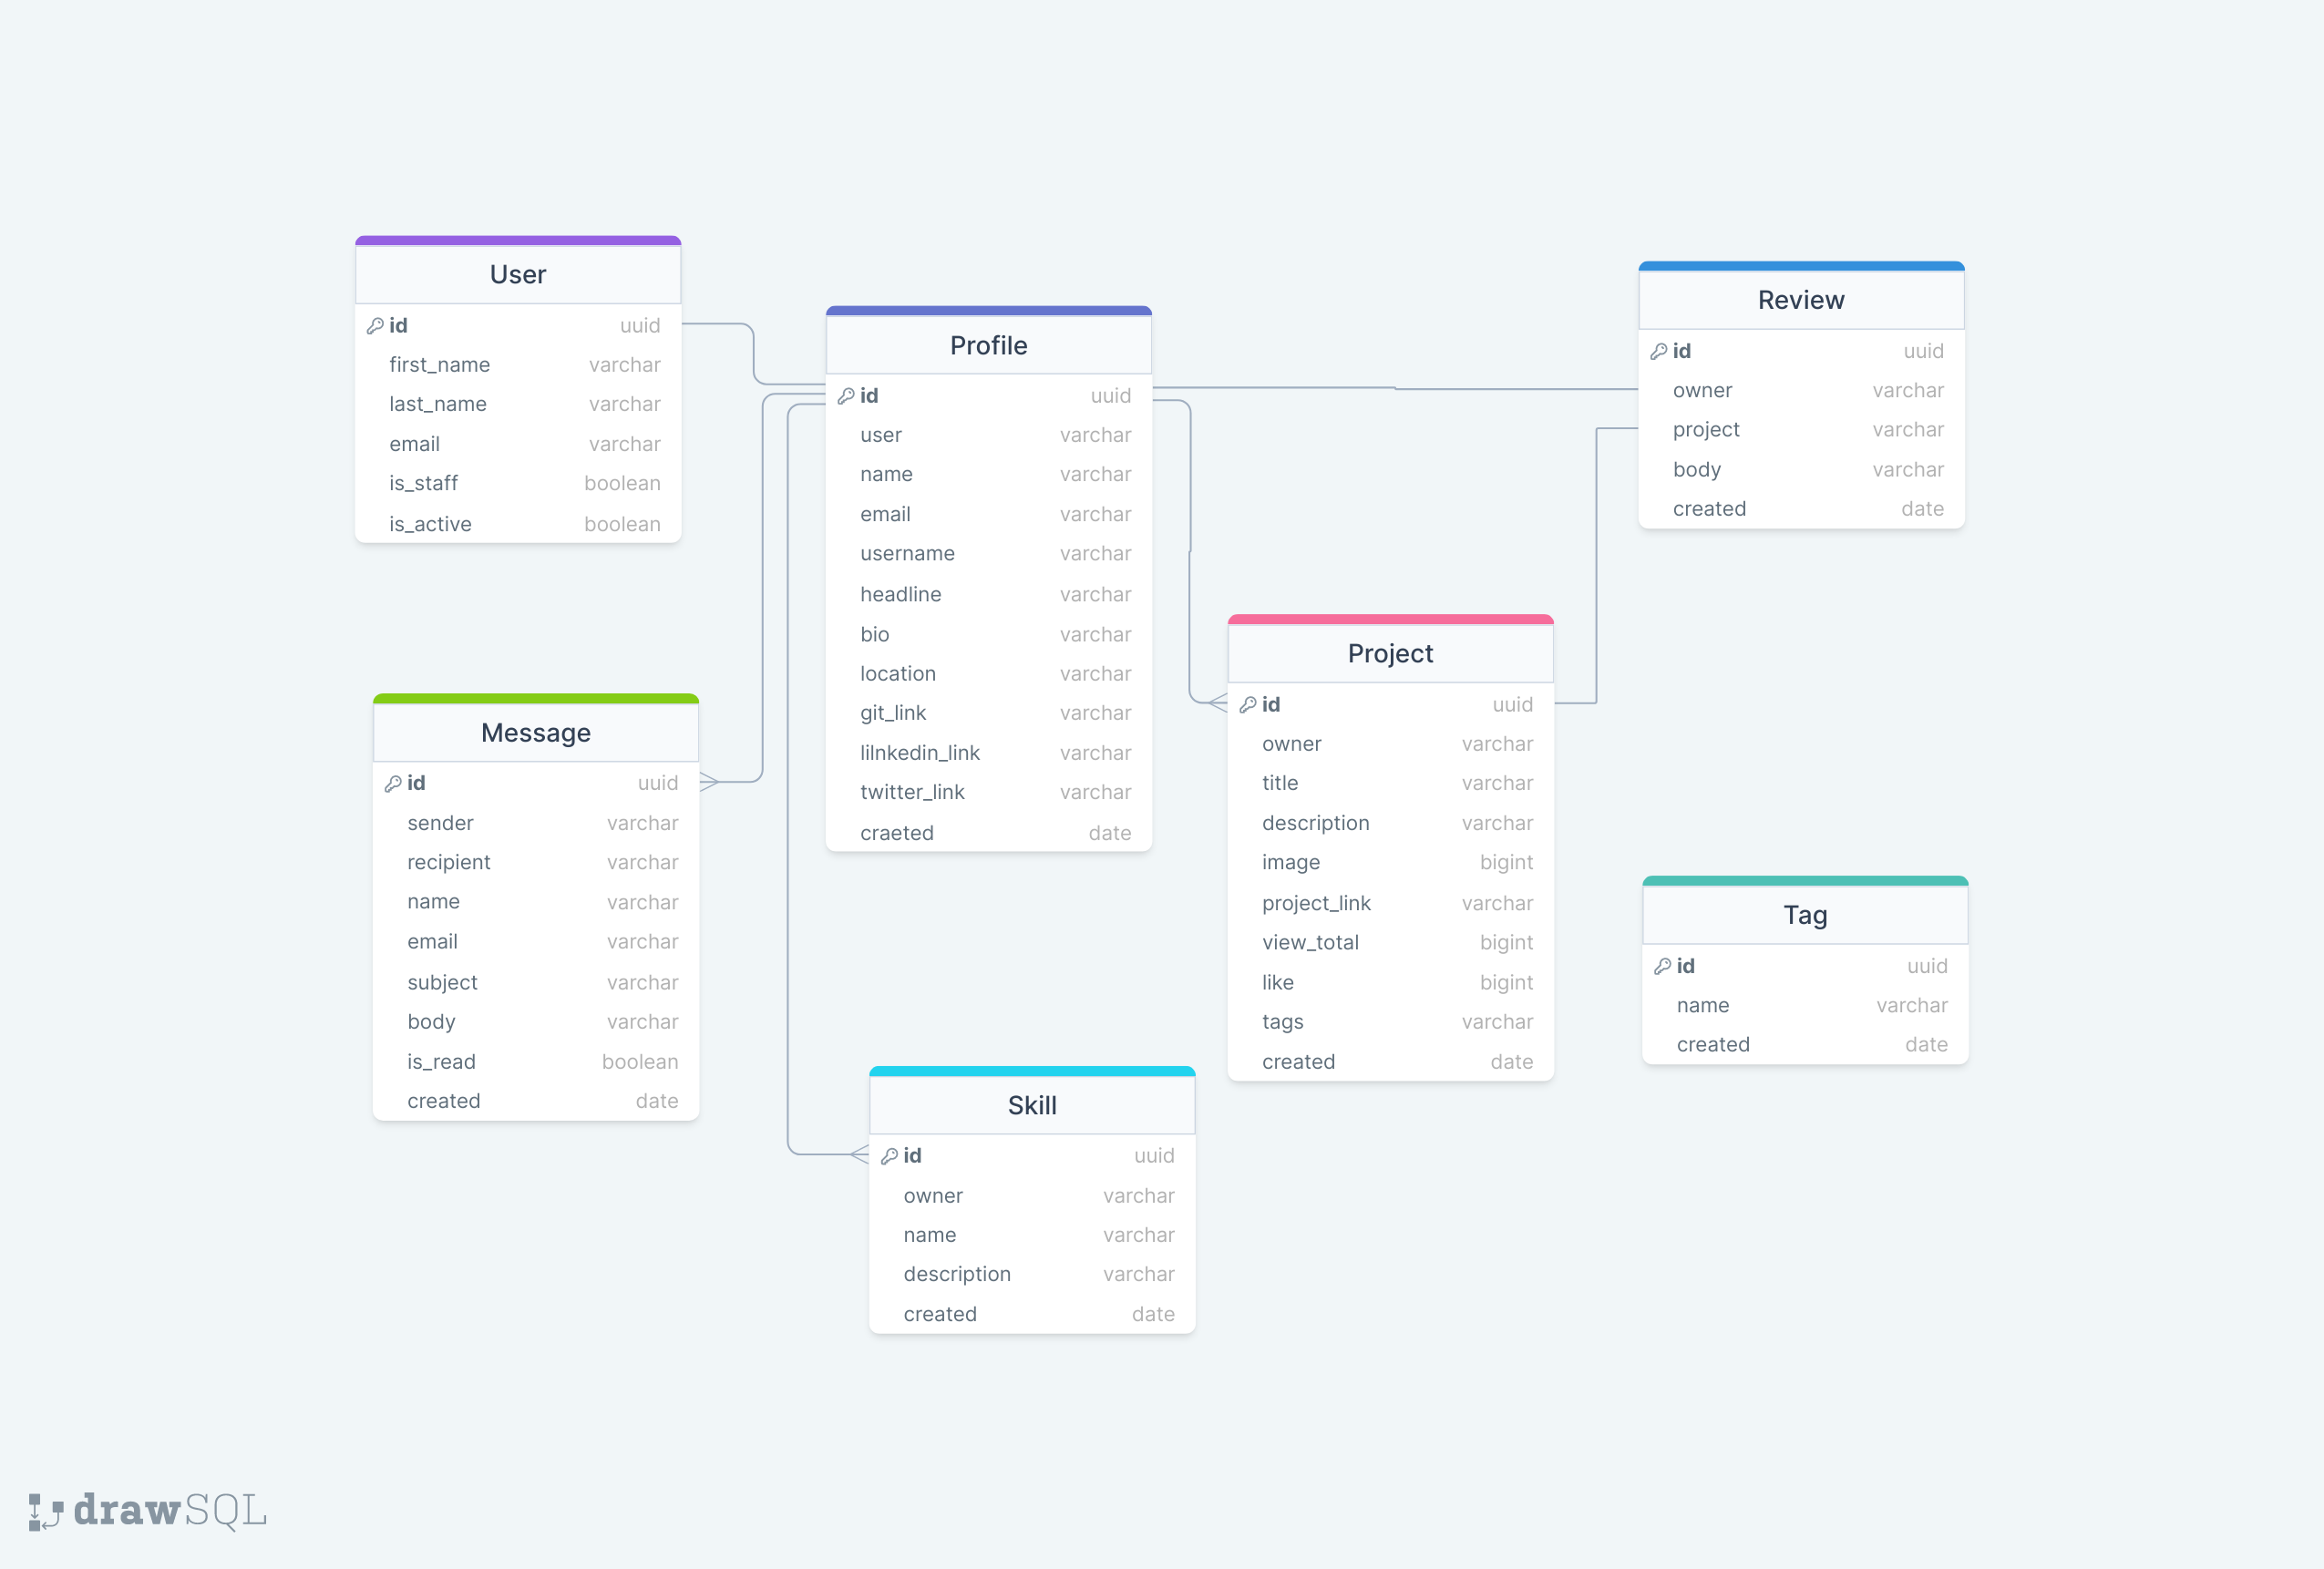 User
id uuid
first_name varchar
last_name varchar
email varchar
is_staff boolean
is_active boolean
Profile
id uuid
user varchar
name varchar
email varchar
username varchar
headline varchar
bio varchar
location varchar
git_link varchar
lilnkedin_link varchar
twitter_link varchar
craeted date
Review
id uuid
owner varchar
project varchar
body varchar
created date
Message
id uuid
sender varchar
recipient varchar
name varchar
email varchar
subject varchar
body varchar
is_read boolean
created date
Project
id uuid
owner varchar
title varchar
description varchar
image bigint
project_link varchar
view_total bigint
like bigint
tags varchar
created date
Tag
id uuid
name varchar
created date
Skill
id uuid
owner varchar
name varchar
description varchar
created date
drawSQL